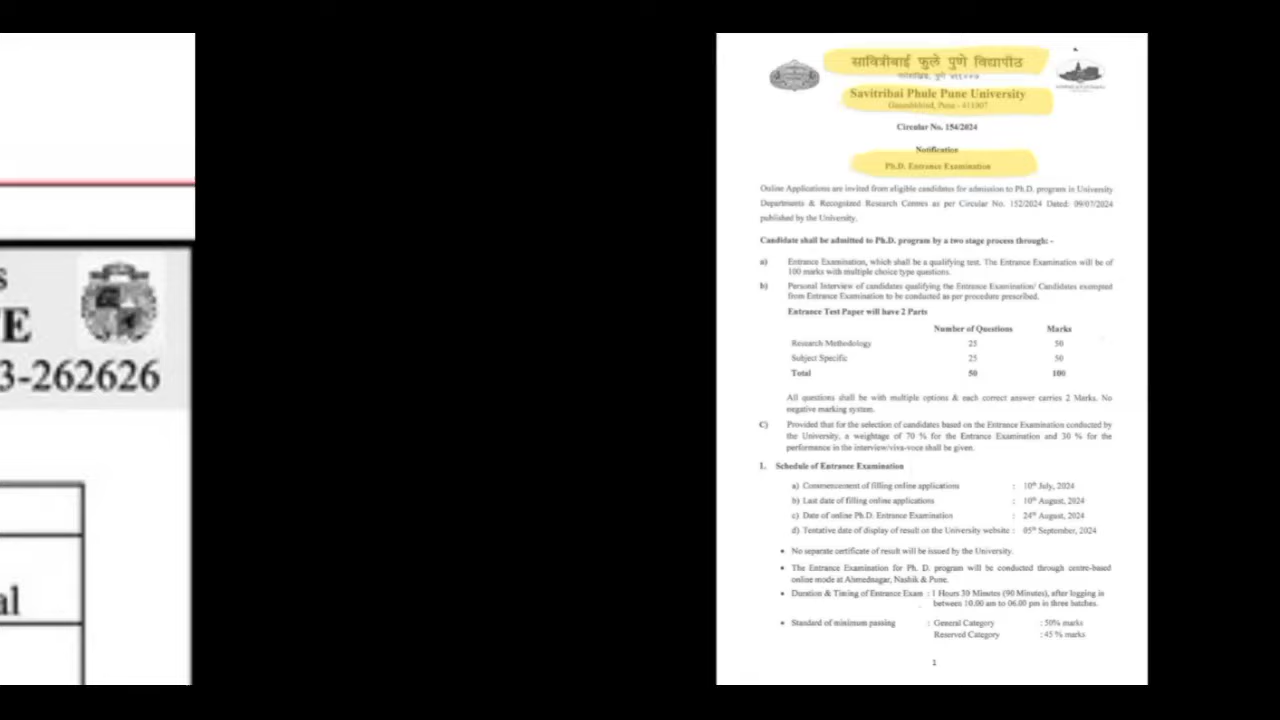 S
E
3-262626
al
सावित्रीबाई फुले पुणे विद्यापीठ
गणेशखिंड, पुणे ४११००७
Savitribai Phule Pune University
Ganeshkhind, Pune - 411007
Circular No. 154/2024
Notification
Ph.D. Entrance Examination
Online Applications are invited from eligible candidates for admission to Ph.D. program in University
Departments & Recognized Research Centres as per Circular No. 152/2024 Dated: 09/07/2024
published by the University.
Candidate shall be admitted to Ph.D. program by a two stage process through: -
a) Entrance Examination, which shall be a qualifying test. The Entrance Examination will be of
100 marks with multiple choice type questions.
b) Personal Interview of candidates qualifying the Entrance Examination/ Candidates exempted
from Entrance Examination to be conducted as per procedure prescribed.
Entrance Test Paper will have 2 Parts
Number of Questions Marks
Research Methodology 25 50
Subject Specific 25 50
Total 50 100
All questions shall be with multiple options & each correct answer carries 2 Marks. No
negative marking system.
C) Provided that for the selection of candidates based on the Entrance Examination conducted by
the University, a weightage of 70 % for the Entrance Examination and 30 % for the
performance in the interview/viva-voce shall be given.
1. Schedule of Entrance Examination
a) Commencement of filling online applications : 10th July, 2024
b) Last date of filling online applications : 10th August, 2024
c) Date of online Ph.D. Entrance Examination : 24th August, 2024
d) Tentative date of display of result on the University website : 05th September, 2024
• No separate certificate of result will be issued by the University.
• The Entrance Examination for Ph. D. program will be conducted through centre-based
online mode at Ahmednagar, Nashik & Pune.
• Duration & Timing of Entrance Exam : 1 Hours 30 Minutes (90 Minutes), after logging in
between 10.00 am to 06.00 pm in three batches.
• Standard of minimum passing : General Category : 50% marks
Reserved Category : 45 % marks
1